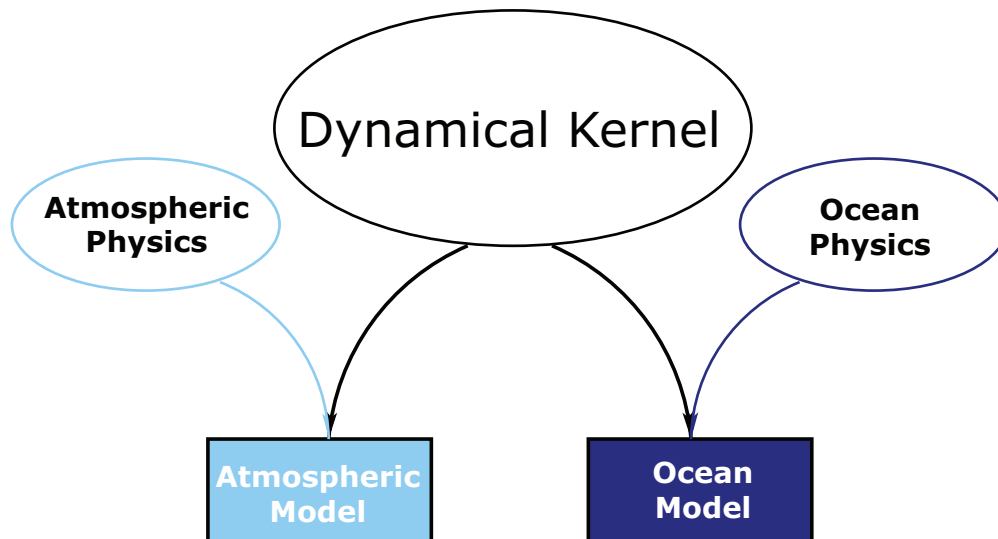 Dynamical Kernel
Atmospheric
Physics
Ocean
Physics
Atmospheric
Model
Ocean
Model